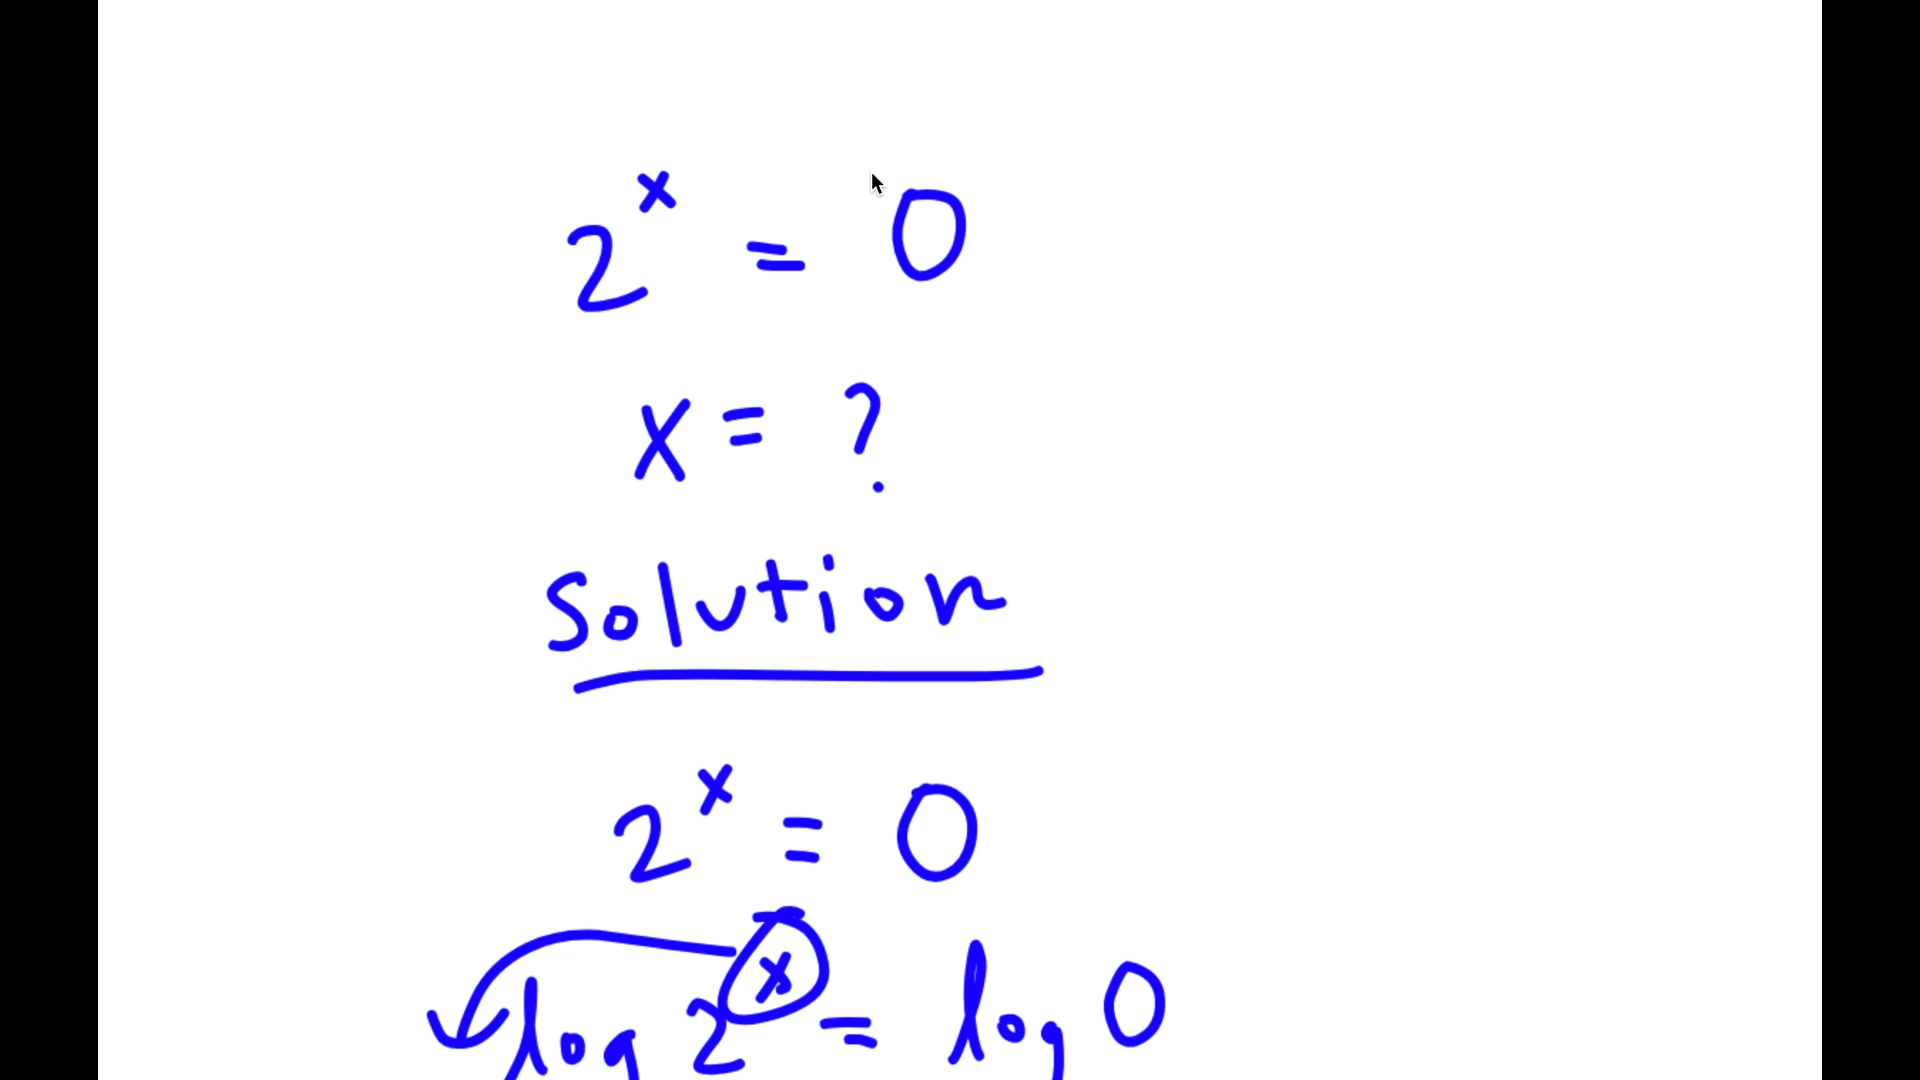 2^x = 0
x = ?
Solution
2^x = 0
log 2^x = log 0